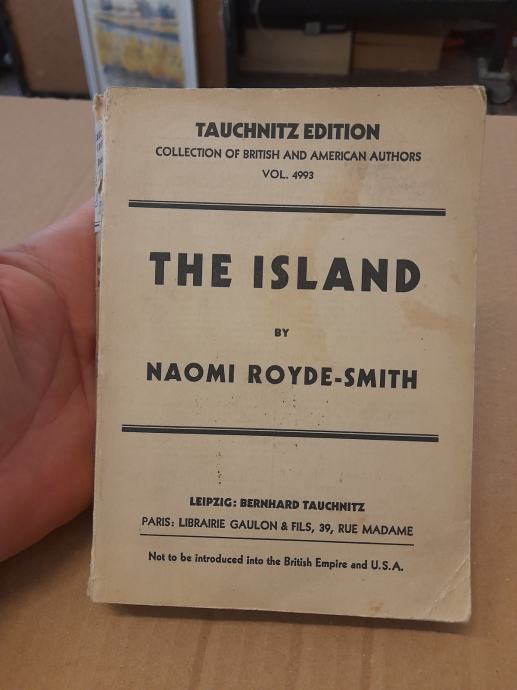 TAUCHNITZ EDITION
COLLECTION OF BRITISH AND AMERICAN AUTHORS
VOL. 4993
THE ISLAND
BY
NAOMI ROYDE-SMITH
LEIPZIG: BERNHARD TAUCHNITZ
PARIS: LIBRAIRIE GAULON & FILS, 39, RUE MADAME
Not to be introduced into the British Empire and U.S.A.